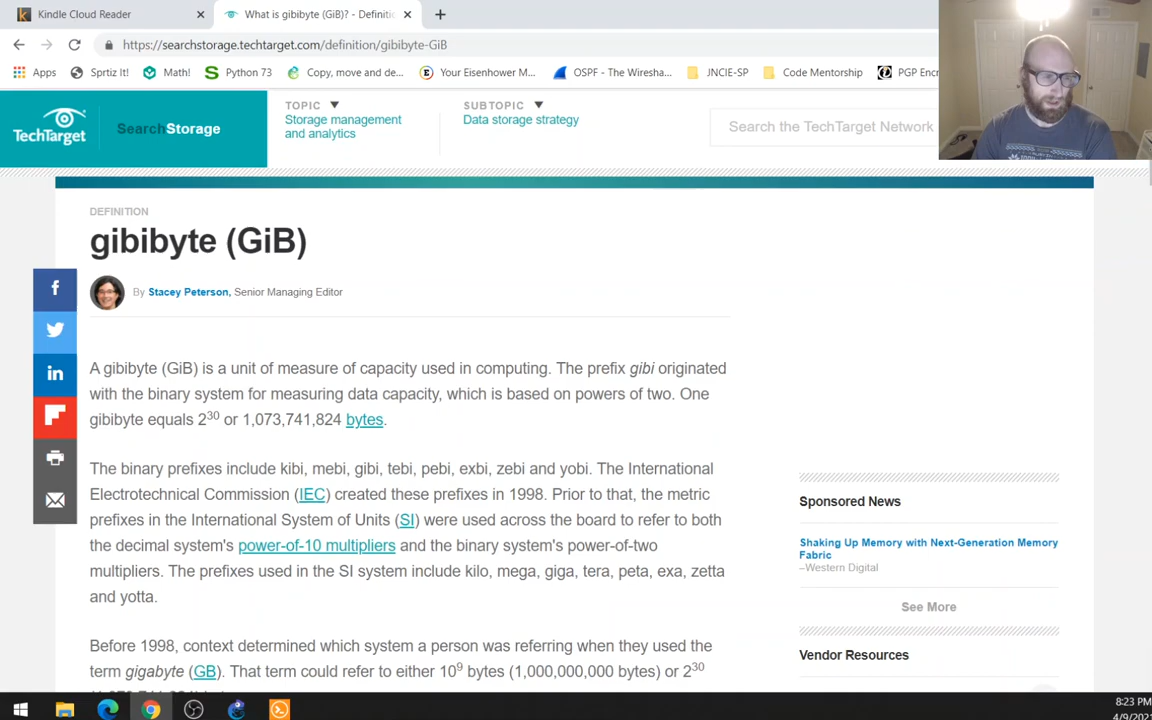 Kindle Cloud Reader
What is gibibyte (GiB)? - Definiti
https://searchstorage.techtarget.com/definition/gibibyte-GiB
Apps Sprtiz It! Math! Python 73 Copy, move and de... Your Eisenhower M... OSPF - The Wiresha... JNCIE-SP Code Mentorship PGP Encr
TechTarget
SearchStorage
TOPIC
Storage management
and analytics
SUBTOPIC
Data storage strategy
Search the TechTarget Network
DEFINITION
gibibyte (GiB)
By Stacey Peterson, Senior Managing Editor
A gibibyte (GiB) is a unit of measure of capacity used in computing. The prefix gibi originated
with the binary system for measuring data capacity, which is based on powers of two. One
gibibyte equals 2³⁰ or 1,073,741,824 bytes.
The binary prefixes include kibi, mebi, gibi, tebi, pebi, exbi, zebi and yobi. The International
Electrotechnical Commission (IEC) created these prefixes in 1998. Prior to that, the metric
prefixes in the International System of Units (SI) were used across the board to refer to both
the decimal system's power-of-10 multipliers and the binary system's power-of-two
multipliers. The prefixes used in the SI system include kilo, mega, giga, tera, peta, exa, zetta
and yotta.
Before 1998, context determined which system a person was referring when they used the
term gigabyte (GB). That term could refer to either 10⁹ bytes (1,000,000,000 bytes) or 2³⁰
Sponsored News
Shaking Up Memory with Next-Generation Memory
Fabric
–Western Digital
See More
Vendor Resources
8:23 PM
4/9/202